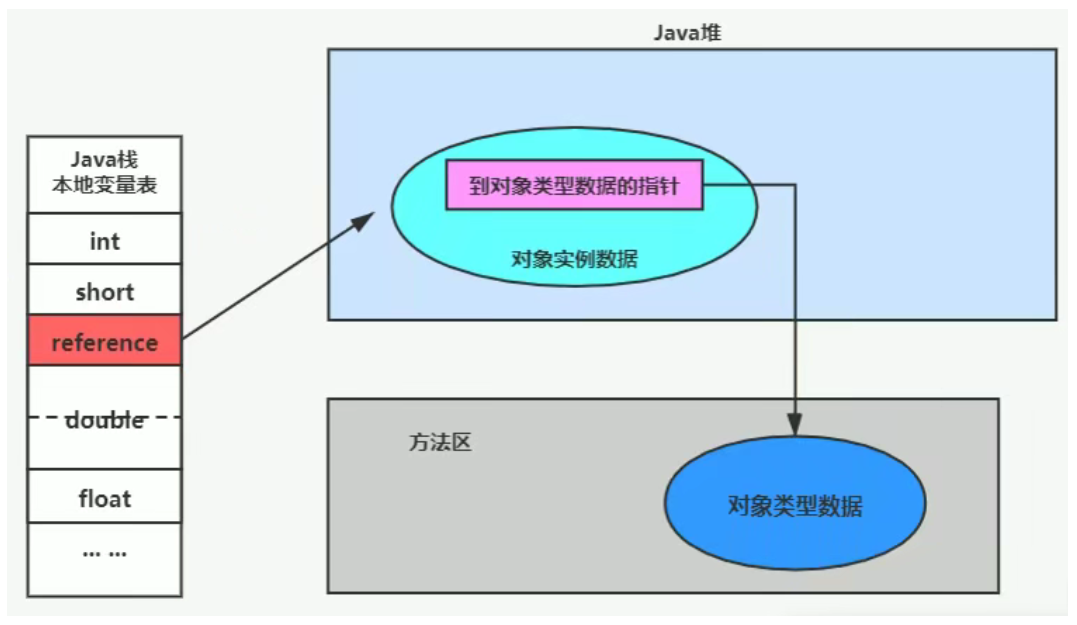 Java堆
Java栈
本地变量表
int
short
reference
double
float
... ...
到对象类型数据的指针
对象实例数据
方法区
对象类型数据